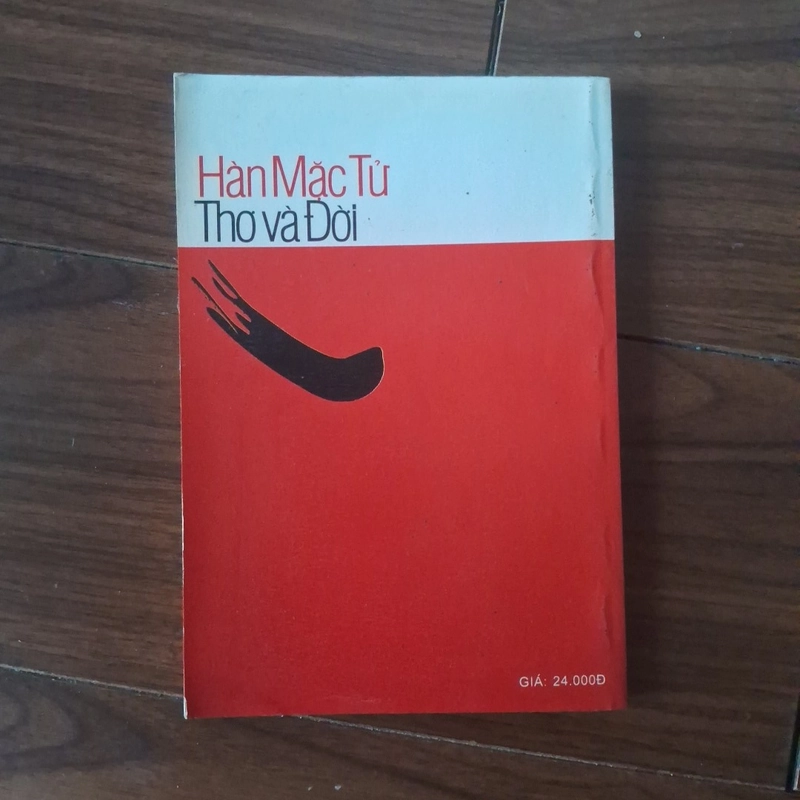 Hàn Mặc Tử
Thơ và Đời
GIÁ: 24.000Đ